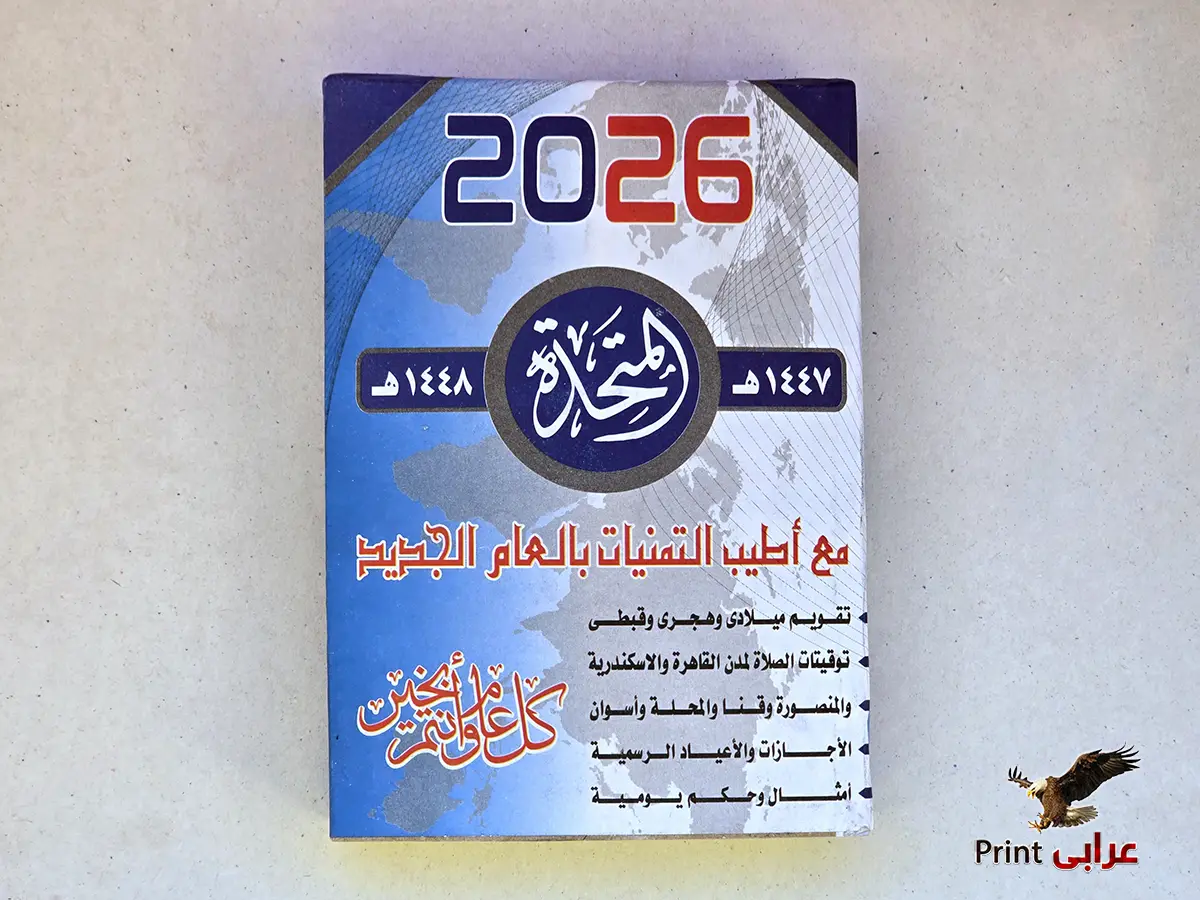 2026
المتحدة
١٤٤٧هـ
١٤٤٨هـ
مع أطيب التمنيات بالعام الجديد
تقويم ميلادى وهجرى وقبطى
توقيتات الصلاة لمدن القاهرة والاسكندرية
والمنصورة وقنا والمحلة وأسوان
الأجازات والأعياد الرسمية
أمثال وحكم يومية
كل عام وأنتم بخير
عرابى Print